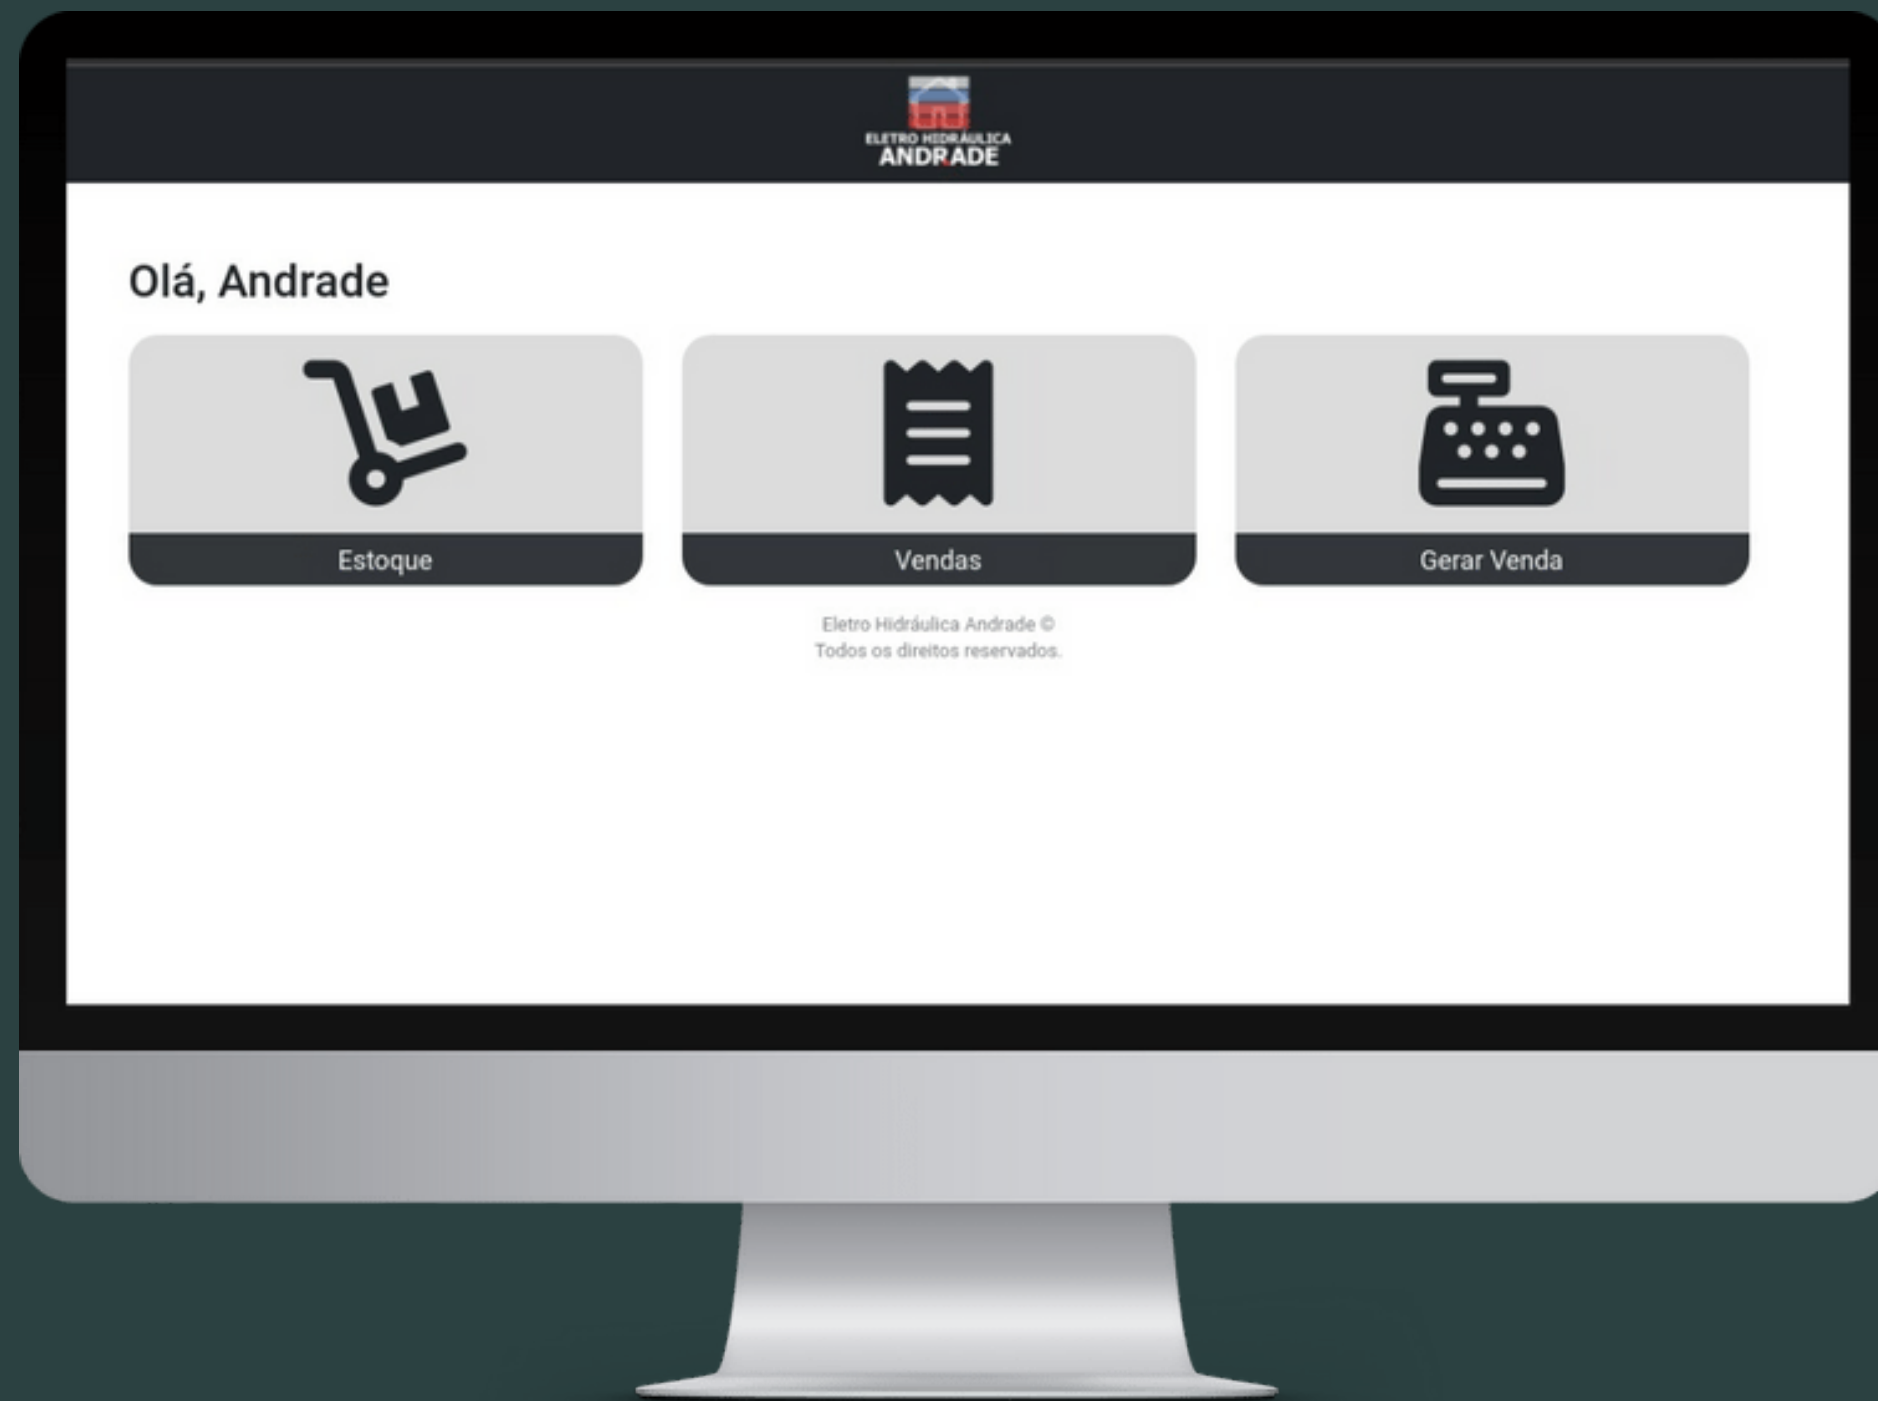 ELETRO HIDRÁULICA
ANDRADE
Olá, Andrade
Estoque
Vendas
Gerar Venda
Eletro Hidráulica Andrade ©
Todos os direitos reservados.